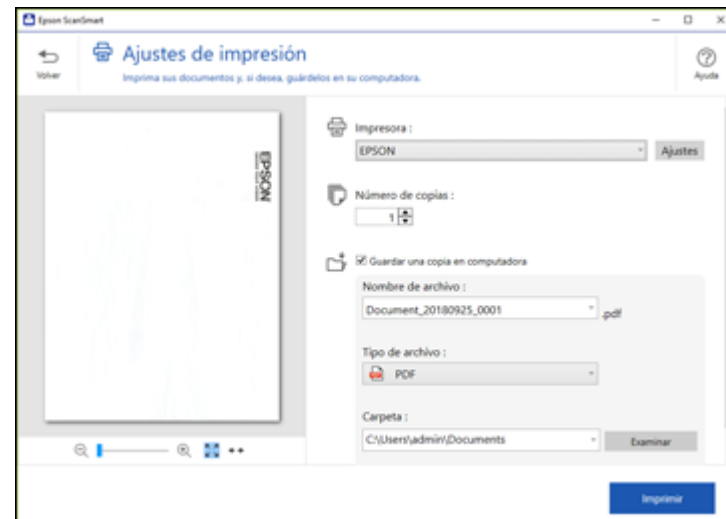 Epson ScanSmart
Volver
Ajustes de impresión
Imprima sus documentos y, si desea, guárdelos en su computadora.
Ayuda
EPSON
Impresora :
EPSON
Ajustes
Número de copias :
1
Guardar una copia en computadora
Nombre de archivo :
Document_20180925_0001
.pdf
Tipo de archivo :
PDF
Carpeta :
C:\Users\admin\Documents
Examinar
Imprimir